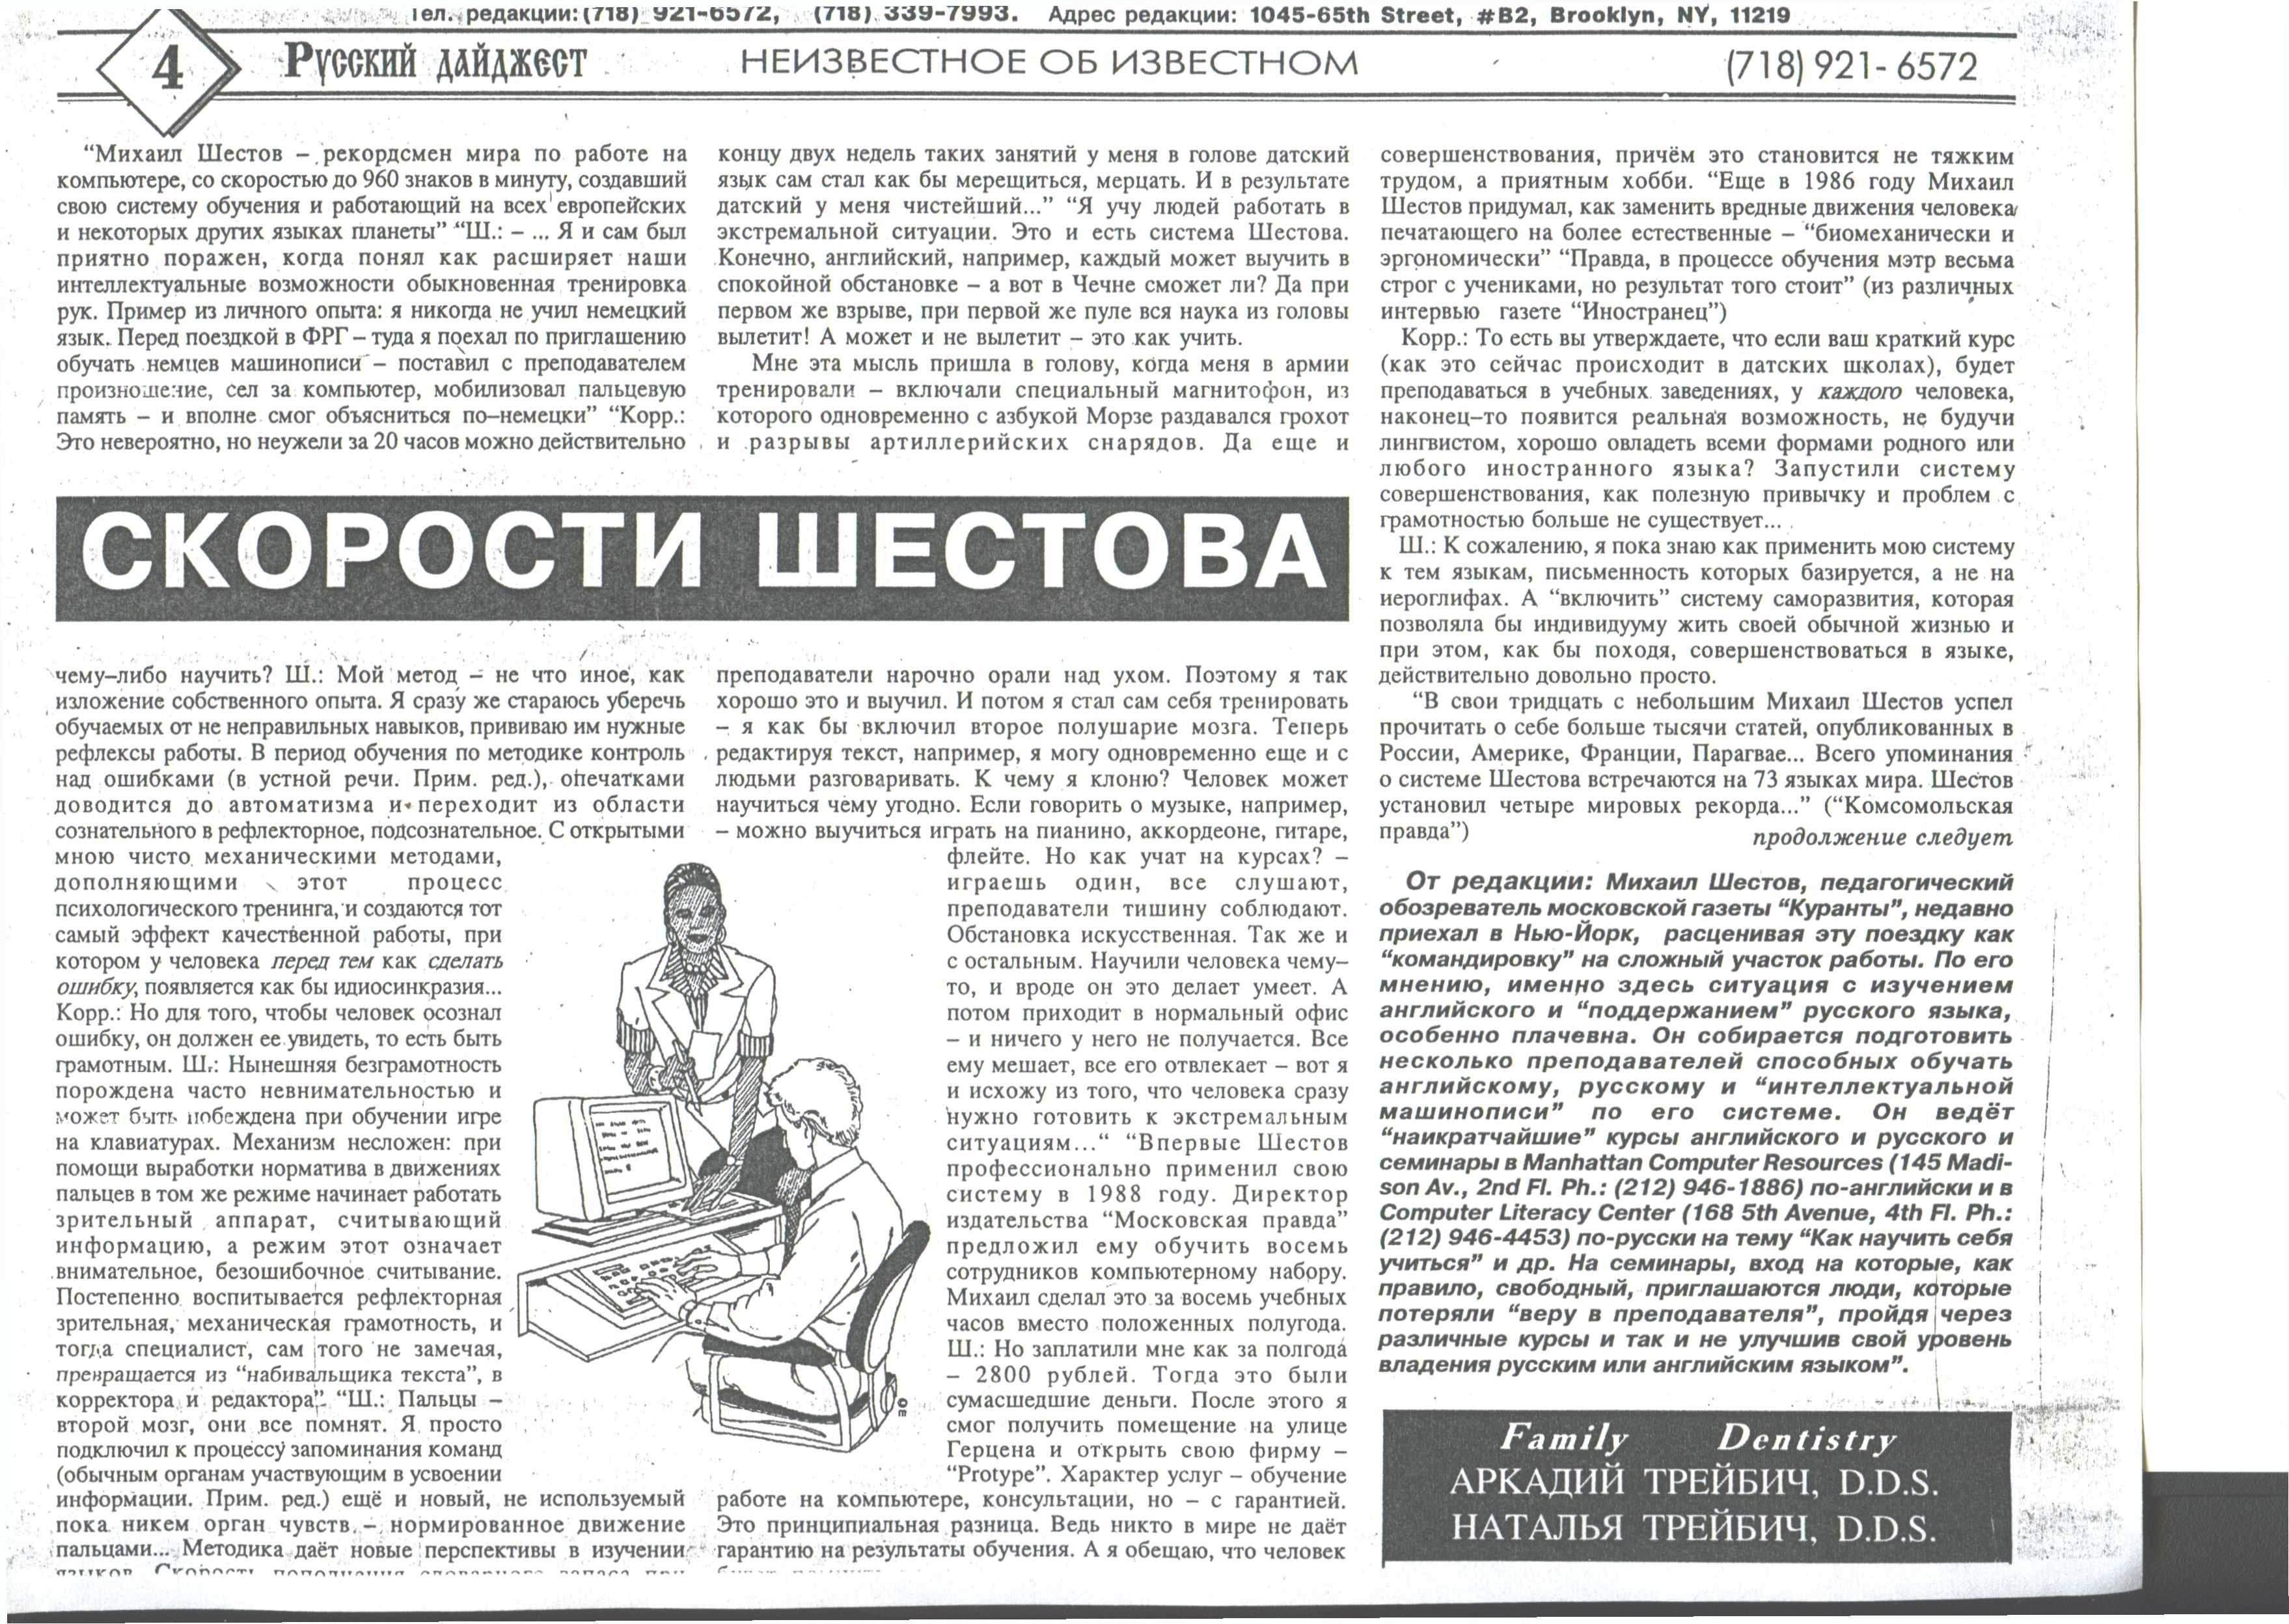 Тел. редакции: (718) 921-6572, (718) 339-7993. Адрес редакции: 1045-65th Street, #B2, Brooklyn, NY, 11219
4
Русский дайджест
НЕИЗВЕСТНОЕ ОБ ИЗВЕСТНОМ
(718) 921- 6572
“Михаил Шестов – рекордсмен мира по работе на
компьютере, со скоростью до 960 знаков в минуту, создавший
свою систему обучения и работающий на всех европейских
и некоторых других языках планеты” “Ш.: – ... Я и сам был
приятно поражен, когда понял как расширяет наши
интеллектуальные возможности обыкновенная тренировка
рук. Пример из личного опыта: я никогда не учил немецкий
язык. Перед поездкой в ФРГ – туда я поехал по приглашению
обучать немцев машинописи – поставил с преподавателем
произношение, сел за компьютер, мобилизовал пальцевую
память – и вполне смог объясниться по–немецки” “Корр.:
Это невероятно, но неужели за 20 часов можно действительно
СКОРОСТИ ШЕСТОВА
чему–либо научить? Ш.: Мой метод – не что иное, как
изложение собственного опыта. Я сразу же стараюсь уберечь
обучаемых от не неправильных навыков, прививаю им нужные
рефлексы работы. В период обучения по методике контроль
над ошибками (в устной речи. Прим. ред.), опечатками
доводится до автоматизма и переходит из области
сознательного в рефлекторное, подсознательное. С открытыми
мною чисто механическими методами,
дополняющими этот процесс
психологического тренинга, и создаются тот
самый эффект качественной работы, при
котором у человека перед тем как сделать
ошибку, появляется как бы идиосинкразия...
Корр.: Но для того, чтобы человек осознал
ошибку, он должен ее увидеть, то есть быть
грамотным. Ш.: Нынешняя безграмотность
порождена часто невнимательностью и
может быть побеждена при обучении игре
на клавиатурах. Механизм несложен: при
помощи выработки норматива в движениях
пальцев в том же режиме начинает работать
зрительный аппарат, считывающий
информацию, а режим этот означает
внимательное, безошибочное считывание.
Постепенно воспитывается рефлекторная
зрительная, механическая грамотность, и
тогда специалист, сам того не замечая,
превращается из “набивальщика текста”, в
корректора и редактора”. “Ш.: Пальцы –
второй мозг, они все помнят. Я просто
подключил к процессу запоминания команд
(обычным органам участвующим в усвоении
информации. Прим. ред.) ещё и новый, не используемый
пока никем орган чувств – нормированное движение
пальцами... Методика даёт новые перспективы в изучении
языков. Скорость пополнения словарного запаса при
концу двух недель таких занятий у меня в голове датский
язык сам стал как бы мерещиться, мерцать. И в результате
датский у меня чистейший...” “Я учу людей работать в
экстремальной ситуации. Это и есть система Шестова.
Конечно, английский, например, каждый может выучить в
спокойной обстановке – а вот в Чечне сможет ли? Да при
первом же взрыве, при первой же пуле вся наука из головы
вылетит! А может и не вылетит – это как учить.
Мне эта мысль пришла в голову, когда меня в армии
тренировали – включали специальный магнитофон, из
которого одновременно с азбукой Морзе раздавался грохот
и разрывы артиллерийских снарядов. Да еще и
преподаватели нарочно орали над ухом. Поэтому я так
хорошо это и выучил. И потом я стал сам себя тренировать
– я как бы включил второе полушарие мозга. Теперь
редактируя текст, например, я могу одновременно еще и с
людьми разговаривать. К чему я клоню? Человек может
научиться чему угодно. Если говорить о музыке, например,
– можно выучиться играть на пианино, аккордеоне, гитаре,
флейте. Но как учат на курсах? –
играешь один, все слушают,
преподаватели тишину соблюдают.
Обстановка искусственная. Так же и
с остальным. Научили человека чему–
то, и вроде он это делает умеет. А
потом приходит в нормальный офис
– и ничего у него не получается. Все
ему мешает, все его отвлекает – вот я
и исхожу из того, что человека сразу
нужно готовить к экстремальным
ситуациям...“ “Впервые Шестов
профессионально применил свою
систему в 1988 году. Директор
издательства “Московская правда”
предложил ему обучить восемь
сотрудников компьютерному набору.
Михаил сделал это за восемь учебных
часов вместо положенных полугода.
Ш.: Но заплатили мне как за полгода
– 2800 рублей. Тогда это были
сумасшедшие деньги. После этого я
смог получить помещение на улице
Герцена и открыть свою фирму –
“Protype”. Характер услуг – обучение
работе на компьютере, консультации, но – с гарантией.
Это принципиальная разница. Ведь никто в мире не даёт
гарантию на результаты обучения. А я обещаю, что человек
совершенствования, причём это становится не тяжким
трудом, а приятным хобби. “Еще в 1986 году Михаил
Шестов придумал, как заменить вредные движения человека
печатающего на более естественные – “биомеханически и
эргономически” “Правда, в процессе обучения мэтр весьма
строг с учениками, но результат того стоит” (из различных
интервью газете “Иностранец”)
Корр.: То есть вы утверждаете, что если ваш краткий курс
(как это сейчас происходит в датских школах), будет
преподаваться в учебных заведениях, у каждого человека,
наконец–то появится реальная возможность, не будучи
лингвистом, хорошо овладеть всеми формами родного или
любого иностранного языка? Запустили систему
совершенствования, как полезную привычку и проблем с
грамотностью больше не существует...
Ш.: К сожалению, я пока знаю как применить мою систему
к тем языкам, письменность которых базируется, а не на
иероглифах. А “включить” систему саморазвития, которая
позволяла бы индивидууму жить своей обычной жизнью и
при этом, как бы походя, совершенствоваться в языке,
действительно довольно просто.
“В свои тридцать с небольшим Михаил Шестов успел
прочитать о себе больше тысячи статей, опубликованных в
России, Америке, Франции, Парагвае... Всего упоминания
о системе Шестова встречаются на 73 языках мира. Шестов
установил четыре мировых рекорда...” (“Комсомольская
правда”)
продолжение следует
От редакции: Михаил Шестов, педагогический
обозреватель московской газеты “Куранты”, недавно
приехал в Нью-Йорк, расценивая эту поездку как
“командировку” на сложный участок работы. По его
мнению, именно здесь ситуация с изучением
английского и “поддержанием” русского языка,
особенно плачевна. Он собирается подготовить
несколько преподавателей способных обучать
английскому, русскому и “интеллектуальной
машинописи” по его системе. Он ведёт
“наикратчайшие” курсы английского и русского и
семинары в Manhattan Computer Resources (145 Madi-
son Av., 2nd Fl. Ph.: (212) 946-1886) по-английски и в
Computer Literacy Center (168 5th Avenue, 4th Fl. Ph.:
(212) 946-4453) по-русски на тему “Как научить себя
учиться” и др. На семинары, вход на которые, как
правило, свободный, приглашаются люди, которые
потеряли “веру в преподавателя”, пройдя через
различные курсы и так и не улучшив свой уровень
владения русским или английским языком”.
Family Dentistry
АРКАДИЙ ТРЕЙБИЧ, D.D.S.
НАТАЛЬЯ ТРЕЙБИЧ, D.D.S.